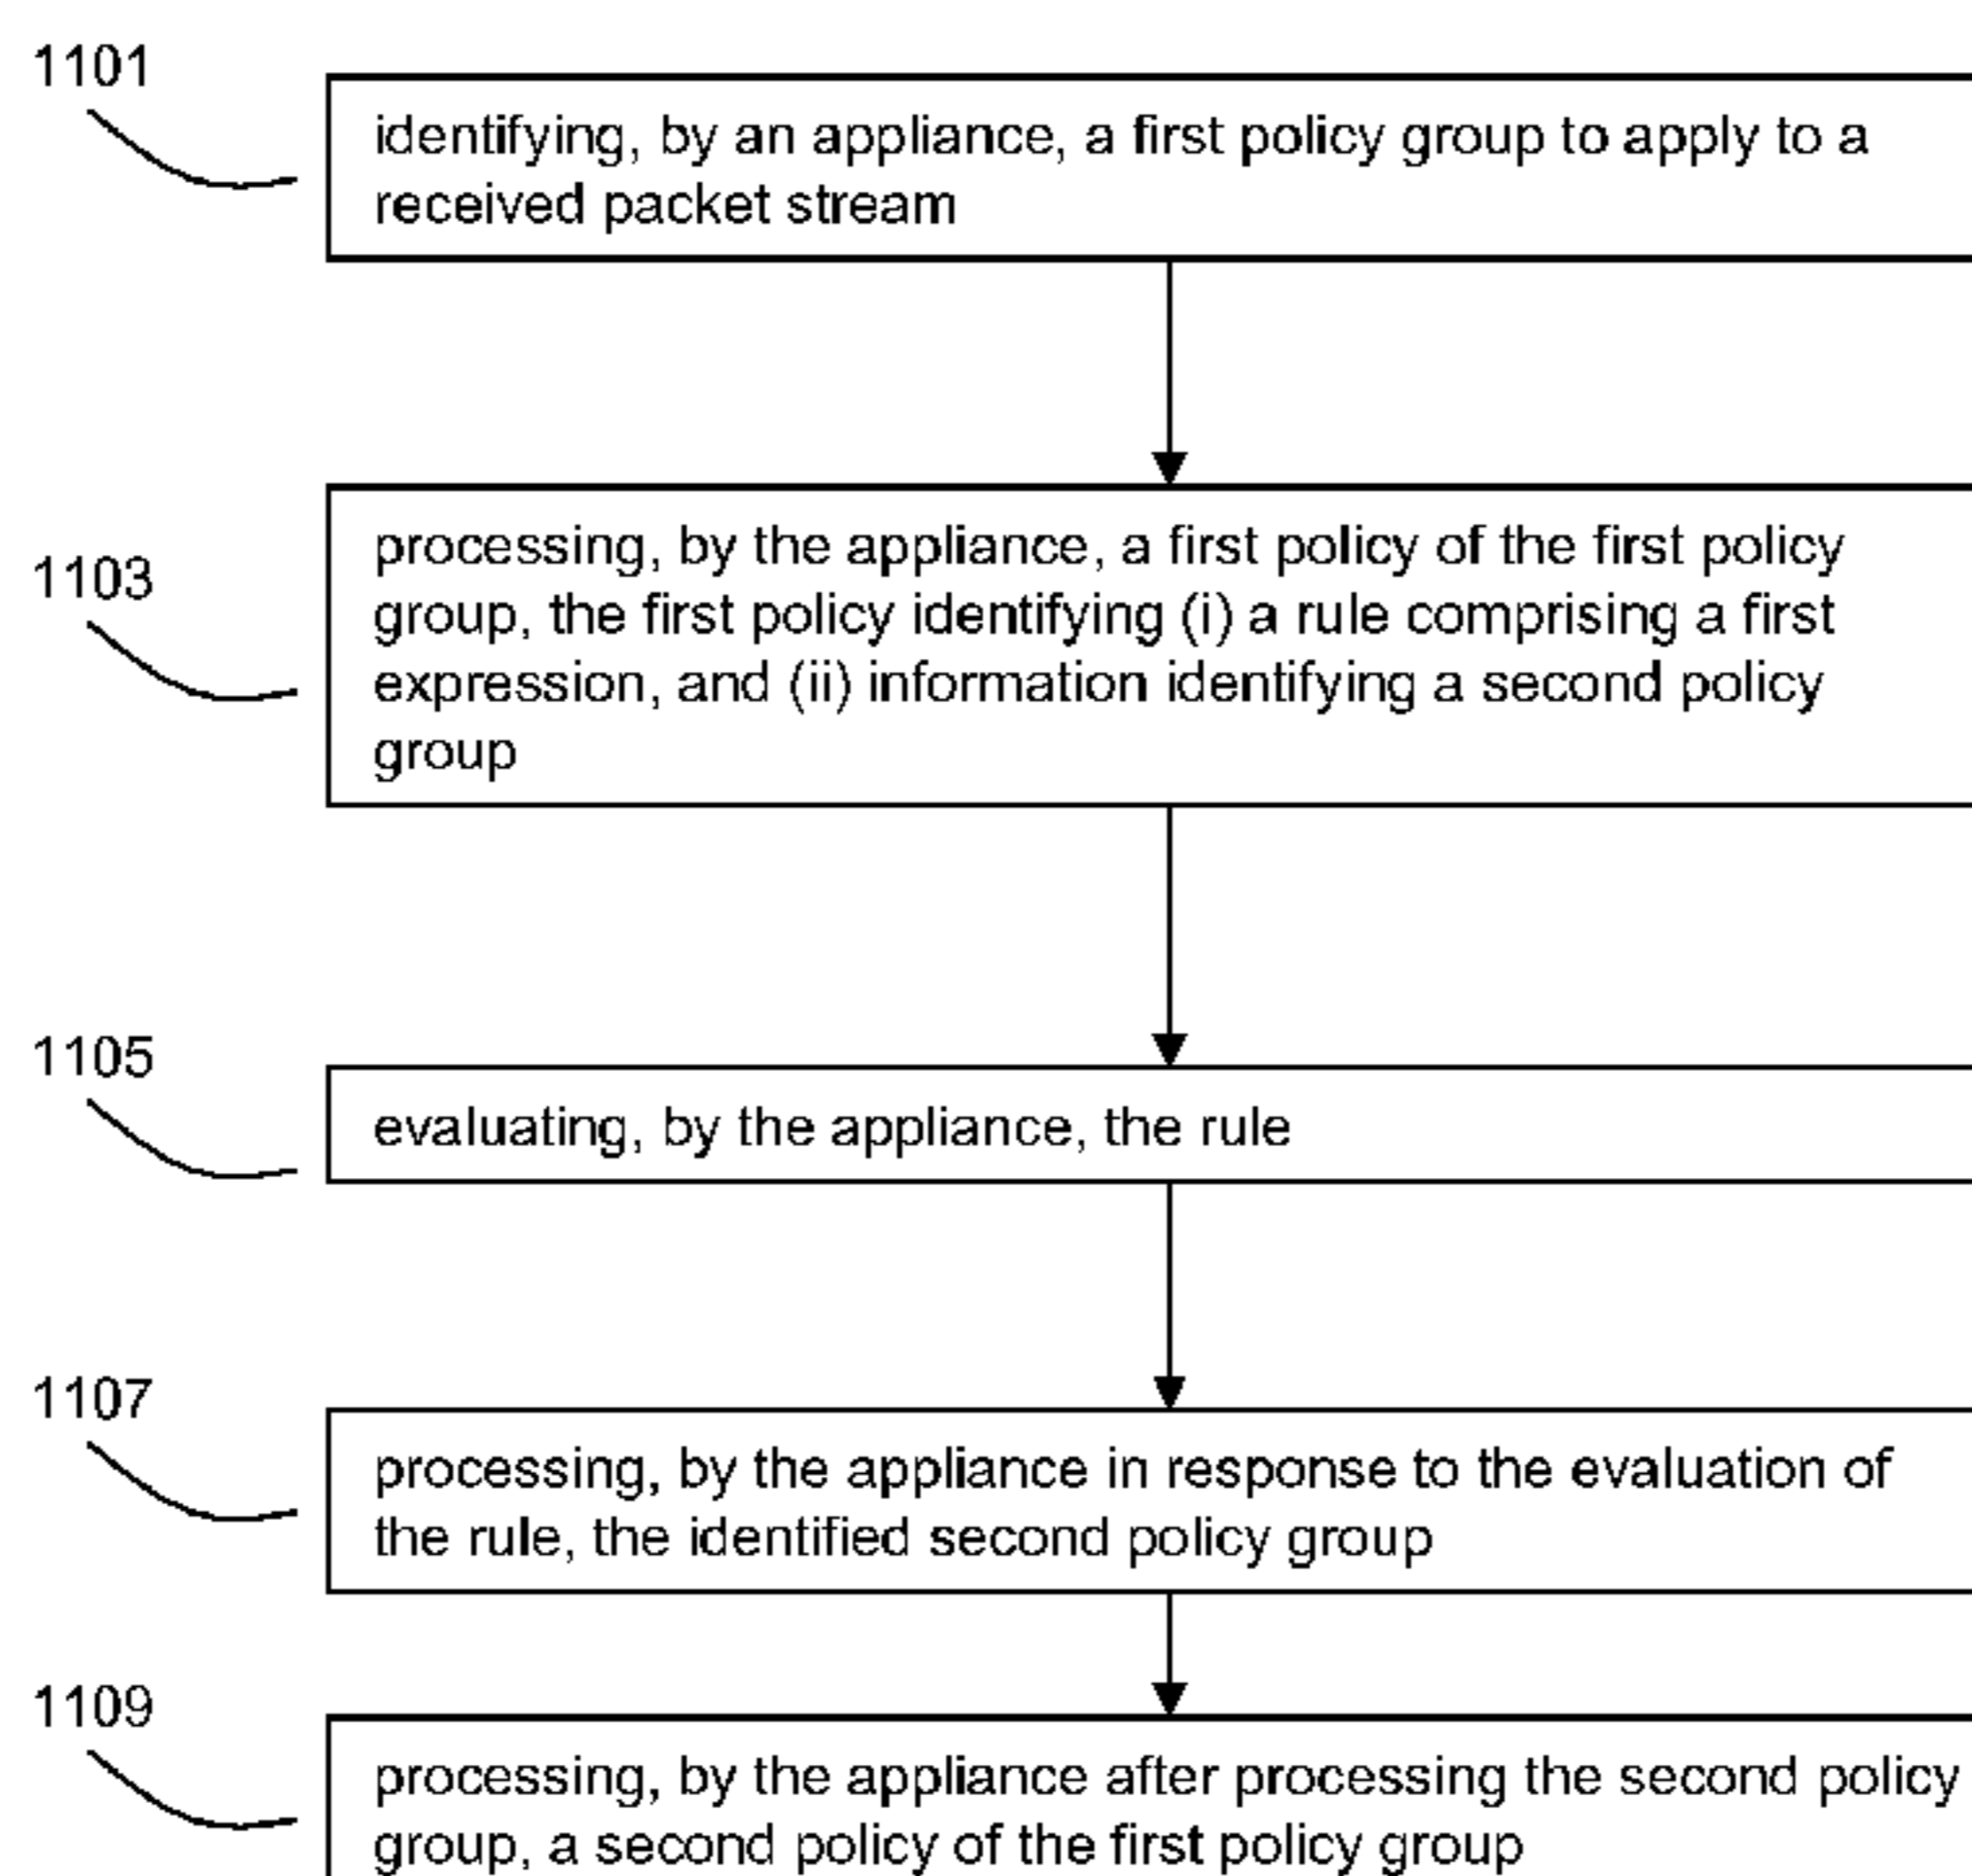 1101
identifying, by an appliance, a first policy group to apply to a
received packet stream
1103
processing, by the appliance, a first policy of the first policy
group, the first policy identifying (i) a rule comprising a first
expression, and (ii) information identifying a second policy
group
1105
evaluating, by the appliance, the rule
1107
processing, by the appliance in response to the evaluation of
the rule, the identified second policy group
1109
processing, by the appliance after processing the second policy
group, a second policy of the first policy group